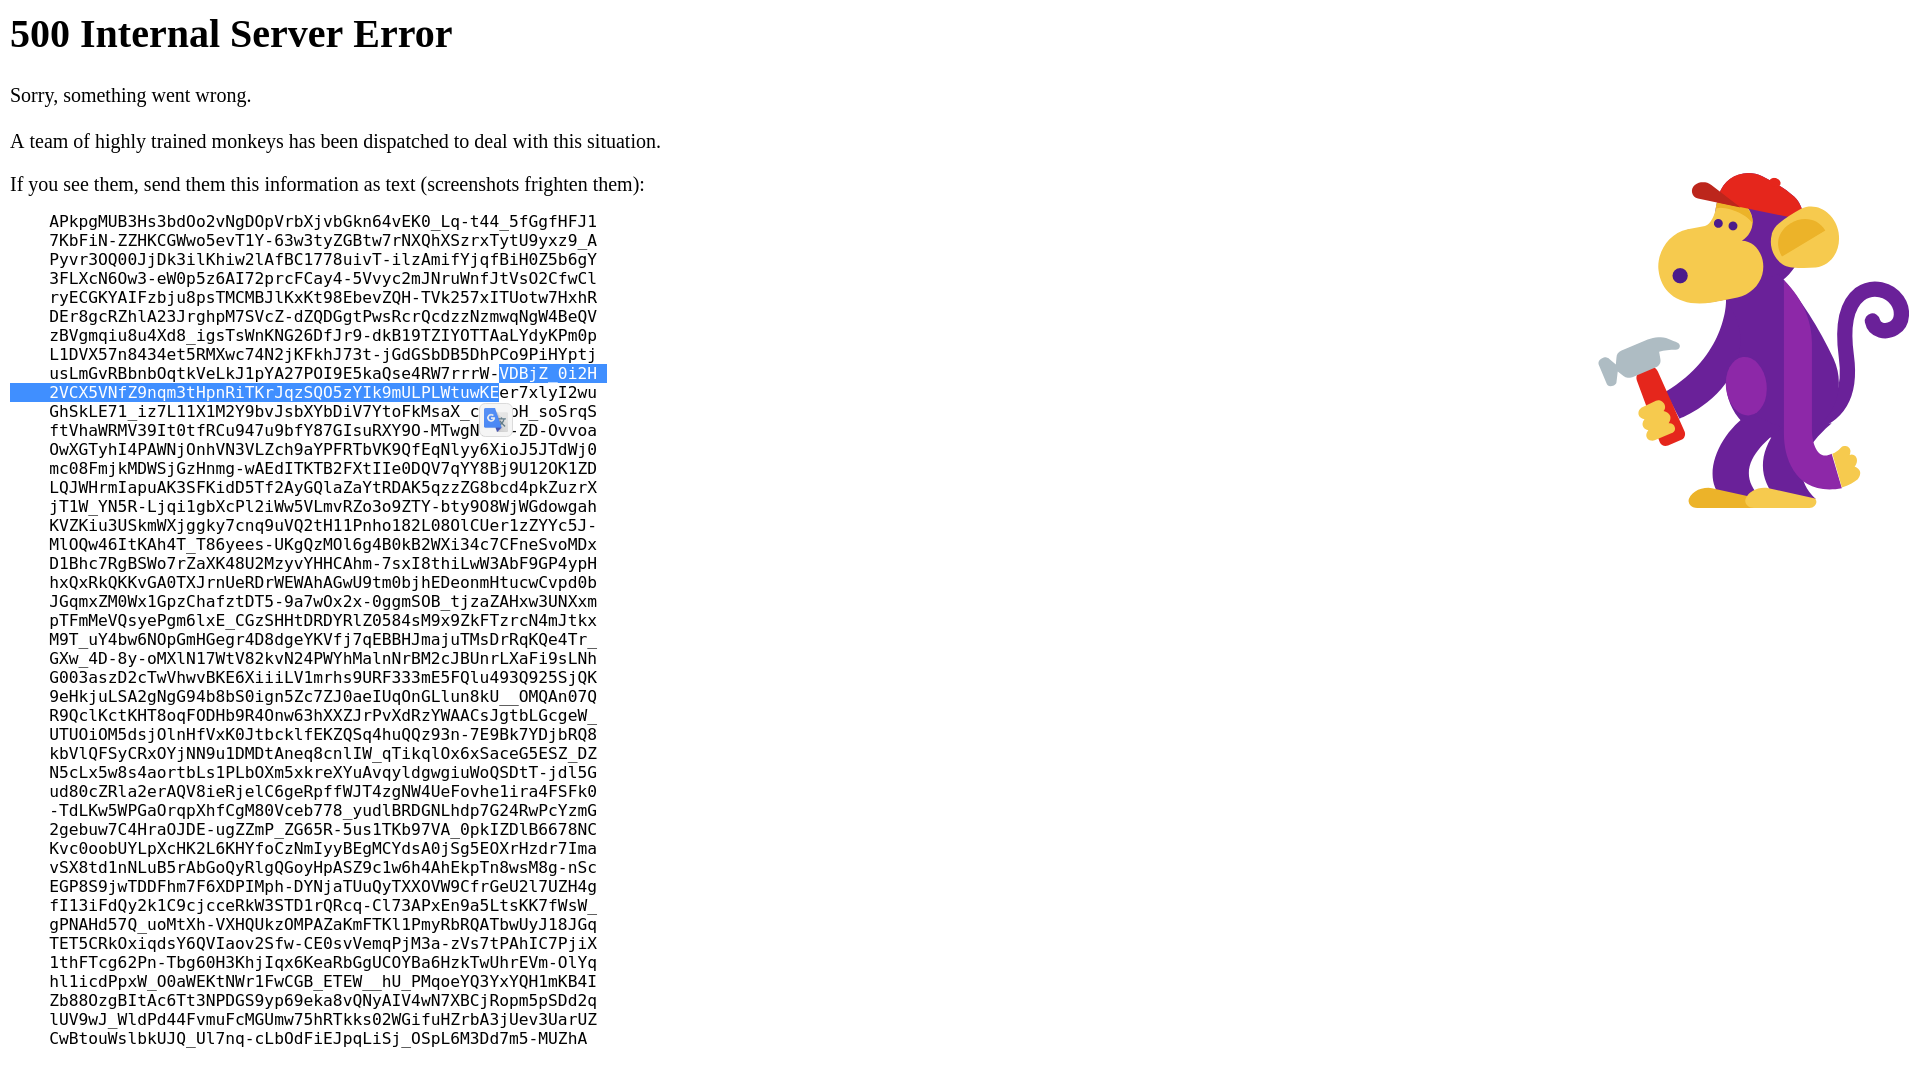 500 Internal Server Error
Sorry, something went wrong.
A team of highly trained monkeys has been dispatched to deal with this situation.
If you see them, send them this information as text (screenshots frighten them):
APkpgMUB3Hs3bdOo2vNgDOpVrbXjvbGkn64vEK0_Lq-t44_5fGgfHFJ1
7KbFiN-ZZHKCGWwo5evT1Y-63w3tyZGBtw7rNXQhXSzrxTytU9yxz9_A
Pyvr3OQ00JjDk3ilKhiw2lAfBC1778uivT-ilzAmifYjqfBiH0Z5b6gY
3FLXcN6Ow3-eW0p5z6AI72prcFCay4-5Vvyc2mJNruWnfJtVsO2CfwCl
ryECGKYAIFzbju8psTMCMBJlKxKt98EbevZQH-TVk257xITUotw7HxhR
DEr8gcRZhlA23JrghpM7SVcZ-dZQDGgtPwsRcrQcdzzNzmwqNgW4BeQV
zBVgmqiu8u4Xd8_igsTsWnKNG26DfJr9-dkB19TZIYOTTAaLYdyKPm0p
L1DVX57n8434et5RMXwc74N2jKFkhJ73t-jGdGSbDB5DhPCo9PiHYptj
usLmGvRBbnbOqtkVeLkJ1pYA27POI9E5kaQse4RW7rrrW-VDBjZ_0i2H
2VCX5VNfZ9nqm3tHpnRiTKrJqzSQO5zYIk9mULPLWtuwKEer7xlyI2wu
GhSkLE71_iz7L11X1M2Y9bvJsbXYbDiV7YtoFkMsaX_c oH_soSrqS
ftVhaWRMV39It0tfRCu947u9bfY87GIsuRXY9O-MTwgN -ZD-Ovvoa
OwXGTyhI4PAWNjOnhVN3VLZch9aYPFRTbVK9QfEqNlyy6XioJ5JTdWj0
mc08FmjkMDWSjGzHnmg-wAEdITKTB2FXtIIe0DQV7qYY8Bj9U12OK1ZD
LQJWHrmIapuAK3SFKidD5Tf2AyGQlaZaYtRDAK5qzzZG8bcd4pkZuzrX
jT1W_YN5R-Ljqi1gbXcPl2iWw5VLmvRZo3o9ZTY-bty9O8WjWGdowgah
KVZKiu3USkmWXjggky7cnq9uVQ2tH11Pnho182L08OlCUer1zZYYc5J-
MlOQw46ItKAh4T_T86yees-UKgQzMOl6g4B0kB2WXi34c7CFneSvoMDx
D1Bhc7RgBSWo7rZaXK48U2MzyvYHHCAhm-7sxI8thiLwW3AbF9GP4ypH
hxQxRkQKKvGA0TXJrnUeRDrWEWAhAGwU9tm0bjhEDeonmHtucwCvpd0b
JGqmxZM0Wx1GpzChafztDT5-9a7wOx2x-0ggmSOB_tjzaZAHxw3UNXxm
pTFmMeVQsyePgm6lxE_CGzSHHtDRDYRlZ0584sM9x9ZkFTzrcN4mJtkx
M9T_uY4bw6NOpGmHGegr4D8dgeYKVfj7qEBBHJmajuTMsDrRqKQe4Tr_
GXw_4D-8y-oMXlN17WtV82kvN24PWYhMalnNrBM2cJBUnrLXaFi9sLNh
G003aszD2cTwVhwvBKE6XiiiLV1mrhs9URF333mE5FQlu493Q925SjQK
9eHkjuLSA2gNgG94b8bS0ign5Zc7ZJ0aeIUqOnGLlun8kU__OMQAn07Q
R9QclKctKHT8oqFODHb9R4Onw63hXXZJrPvXdRzYWAACsJgtbLGcgeW_
UTUOiOM5dsjOlnHfVxK0JtbcklfEKZQSq4huQQz93n-7E9Bk7YDjbRQ8
kbVlQFSyCRxOYjNN9u1DMDtAneq8cnlIW_qTikqlOx6xSaceG5ESZ_DZ
N5cLx5w8s4aortbLs1PLbOXm5xkreXYuAvqyldgwgiuWoQSDtT-jdl5G
ud80cZRla2erAQV8ieRjelC6geRpffWJT4zgNW4UeFovhe1ira4FSFk0
-TdLKw5WPGaOrqpXhfCgM80Vceb778_yudlBRDGNLhdp7G24RwPcYzmG
2gebuw7C4HraOJDE-ugZZmP_ZG65R-5us1TKb97VA_0pkIZDlB6678NC
Kvc0oobUYLpXcHK2L6KHYfoCzNmIyyBEgMCYdsA0jSg5EOXrHzdr7Ima
vSX8td1nNLuB5rAbGoQyRlgQGoyHpASZ9c1w6h4AhEkpTn8wsM8g-nSc
EGP8S9jwTDDFhm7F6XDPIMph-DYNjaTUuQyTXXOVW9CfrGeU2l7UZH4g
fI13iFdQy2k1C9cjcceRkW3STD1rQRcq-Cl73APxEn9a5LtsKK7fWsW_
gPNAHd57Q_uoMtXh-VXHQUkzOMPAZaKmFTKl1PmyRbRQATbwUyJ18JGq
TET5CRkOxiqdsY6QVIaov2Sfw-CE0svVemqPjM3a-zVs7tPAhIC7PjiX
1thFTcg62Pn-Tbg60H3KhjIqx6KeaRbGgUCOYBa6HzkTwUhrEVm-OlYq
hl1icdPpxW_O0aWEKtNWr1FwCGB_ETEW__hU_PMqoeYQ3YxYQH1mKB4I
Zb88OzgBItAc6Tt3NPDGS9yp69eka8vQNyAIV4wN7XBCjRopm5pSDd2q
lUV9wJ_WldPd44FvmuFcMGUmw75hRTkks02WGifuHZrbA3jUev3UarUZ
CwBtouWslbkUJQ_Ul7nq-cLbOdFiEJpqLiSj_OSpL6M3Dd7m5-MUZhA